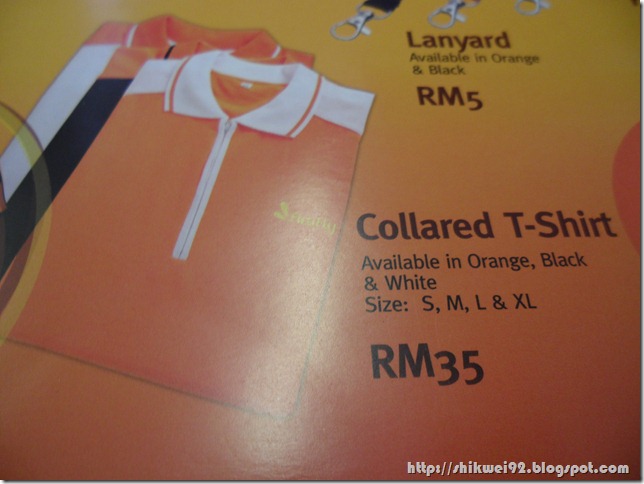 Lanyard
Available in Orange
& Black
RM5
Collared T-Shirt
Available in Orange, Black
& White
Size: S, M, L & XL
RM35
http://shikwei92.blogspot.com